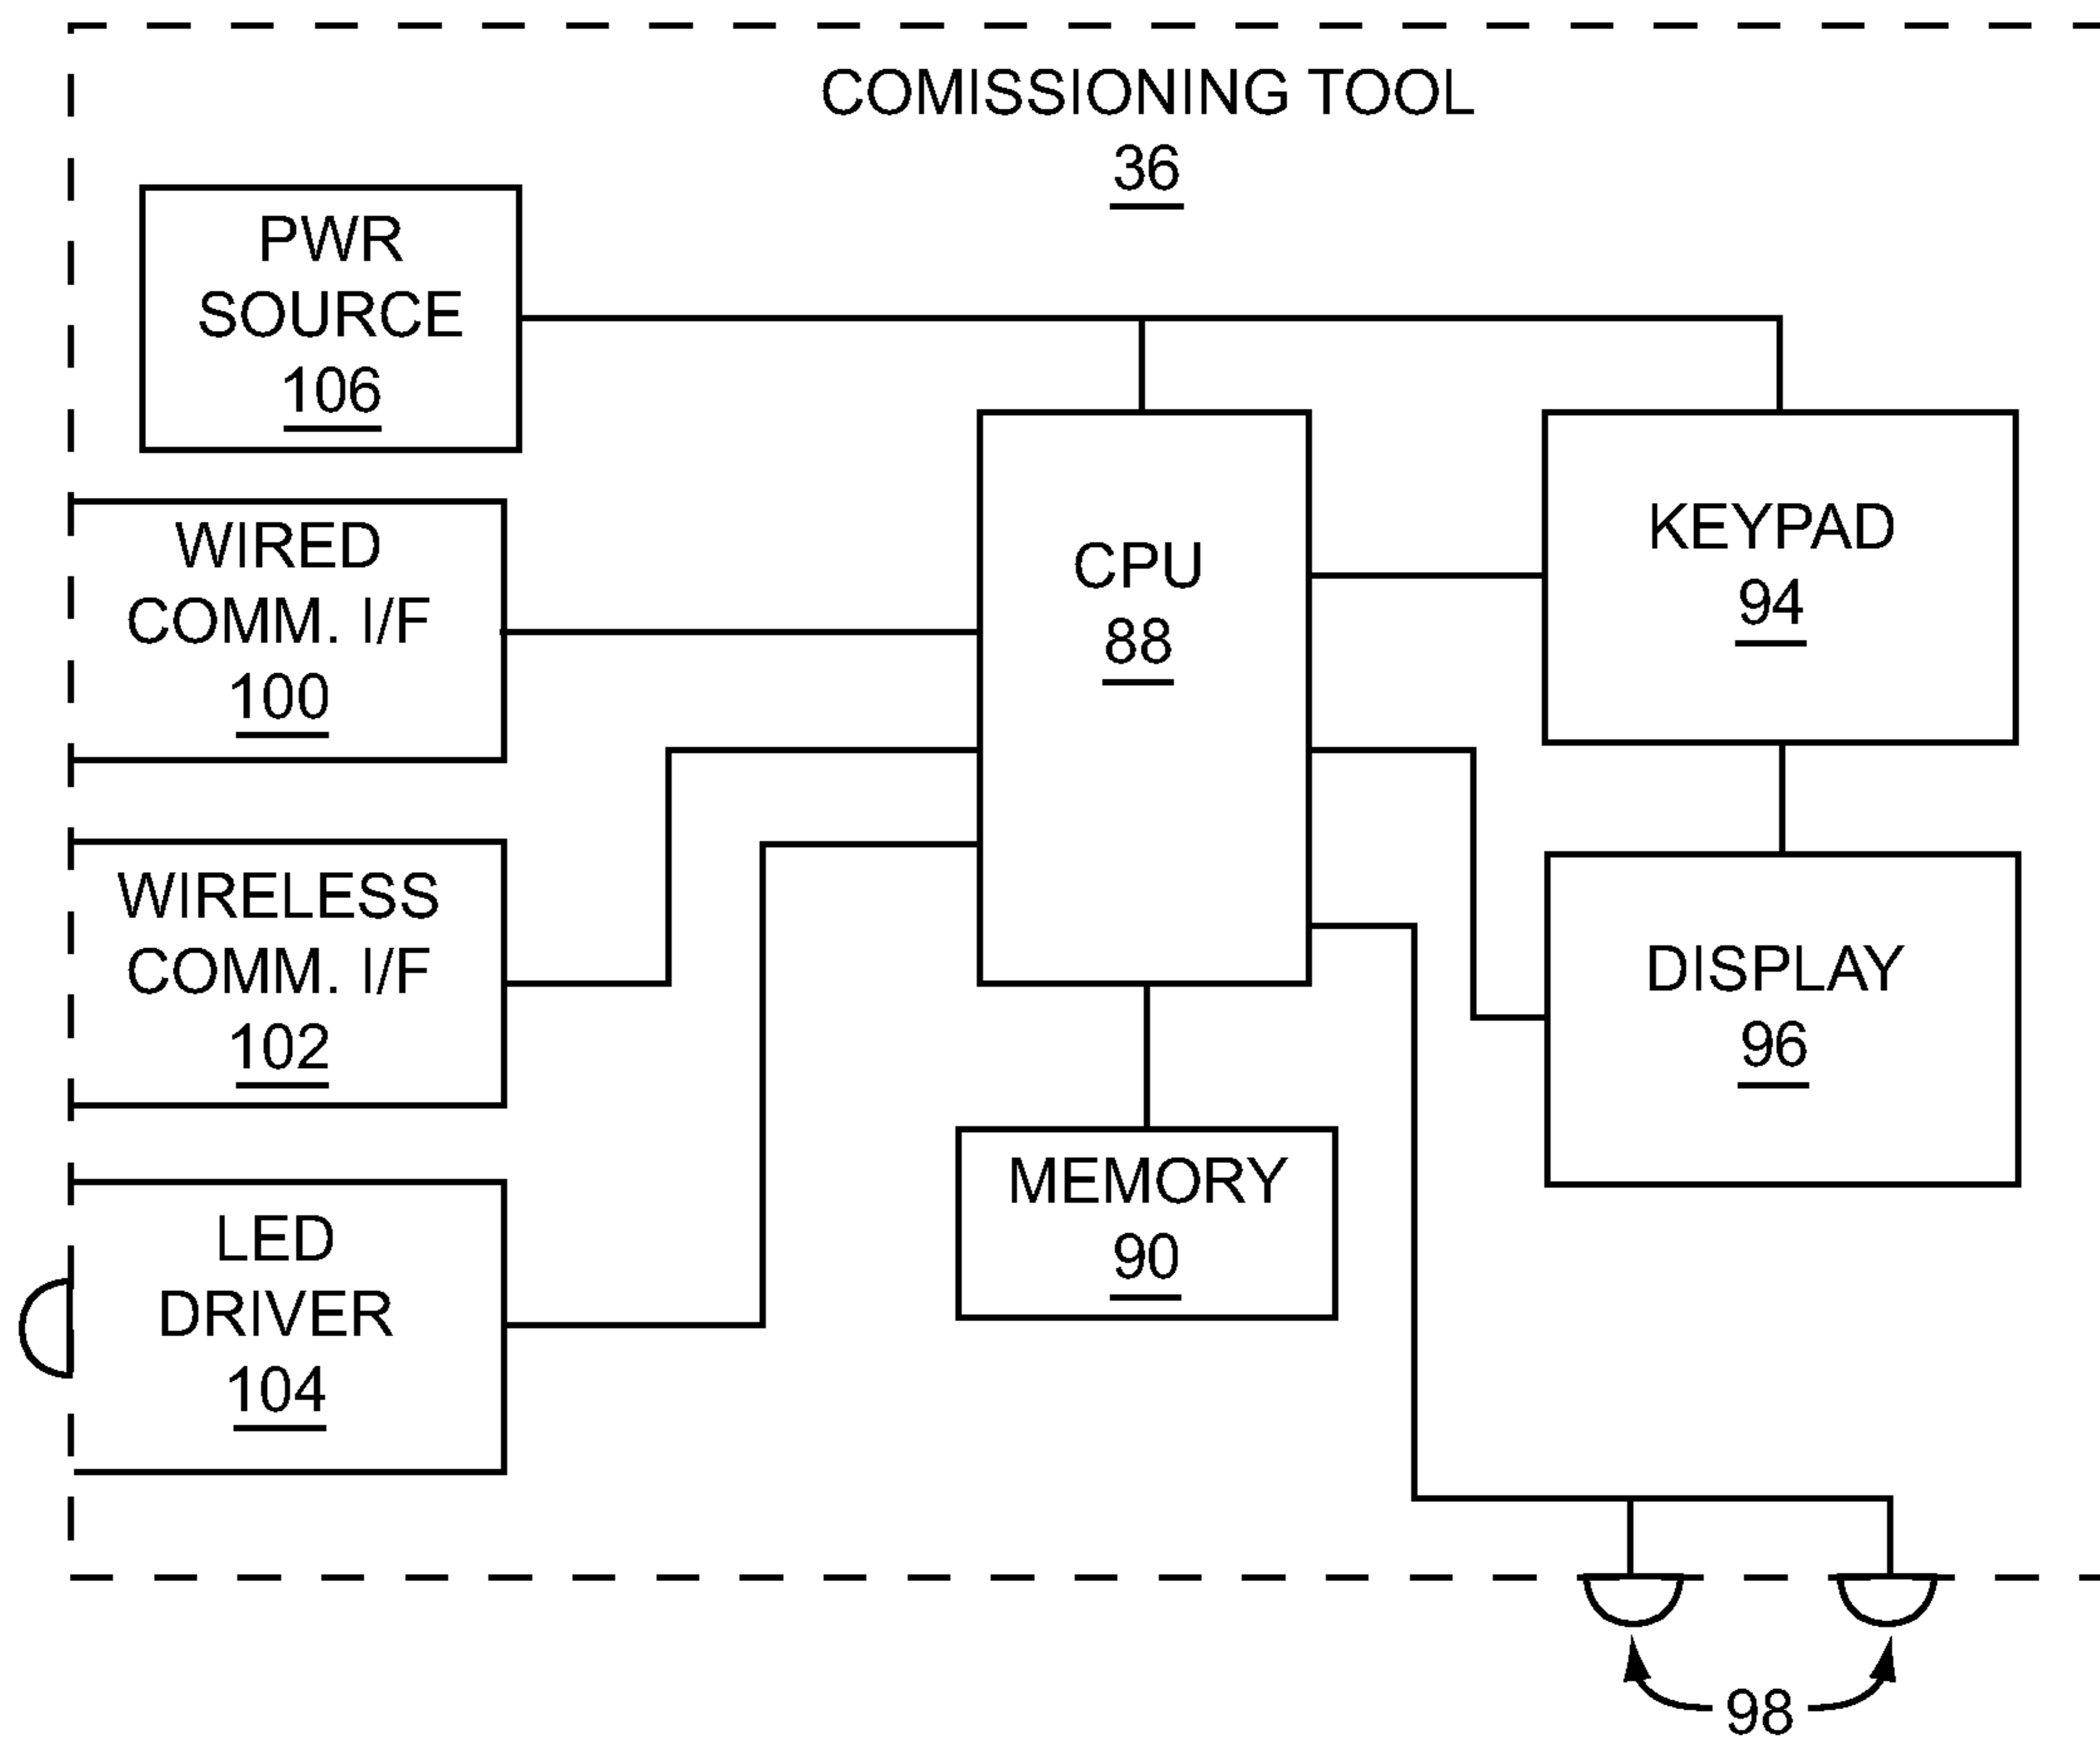 COMISSIONING TOOL
36
PWR
SOURCE
106
WIRED
COMM. I/F
100
WIRELESS
COMM. I/F
102
LED
DRIVER
104
CPU
88
MEMORY
90
KEYPAD
94
DISPLAY
96
98